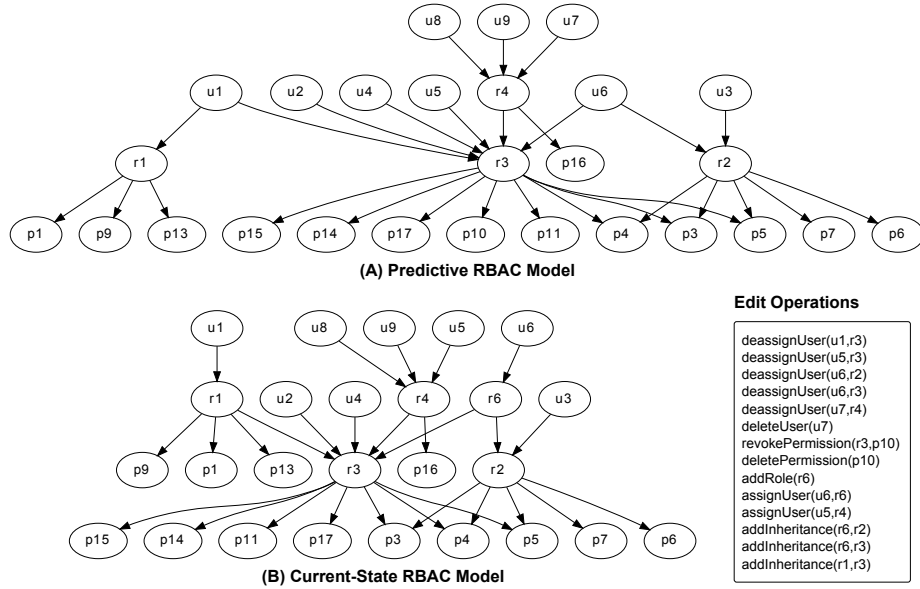 u8 u9 u7
u1 u2 u4 u5 r4 u6 u3
r1 r3 p16 r2
p1 p9 p13 p15 p14 p17 p10 p11 p4 p3 p5 p7 p6
(A) Predictive RBAC Model
u1 u8 u9 u5 u6
r1 u2 u4 r4 r6 u3
p9 p1 p13 r3 p16 r2
p15 p14 p11 p17 p3 p4 p5 p7 p6
(B) Current-State RBAC Model
Edit Operations
deassignUser(u1,r3)
deassignUser(u5,r3)
deassignUser(u6,r2)
deassignUser(u6,r3)
deassignUser(u7,r4)
deleteUser(u7)
revokePermission(r3,p10)
deletePermission(p10)
addRole(r6)
assignUser(u6,r6)
assignUser(u5,r4)
addInheritance(r6,r2)
addInheritance(r6,r3)
addInheritance(r1,r3)